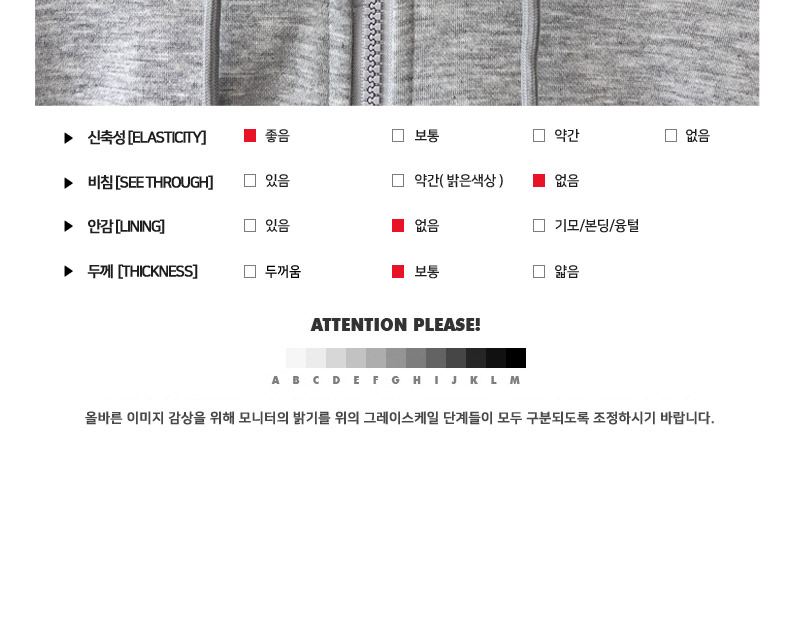 ▶ 신축성 [ELASTICITY] ■ 좋음 □ 보통 □ 약간 □ 없음
▶ 비침 [SEE THROUGH] □ 있음 □ 약간( 밝은색상 ) ■ 없음
▶ 안감 [LINING] □ 있음 ■ 없음 □ 기모/본딩/융털
▶ 두께 [THICKNESS] □ 두꺼움 ■ 보통 □ 얇음
ATTENTION PLEASE!
A B C D E F G H I J K L M
올바른 이미지 감상을 위해 모니터의 밝기를 위의 그레이스케일 단계들이 모두 구분되도록 조정하시기 바랍니다.